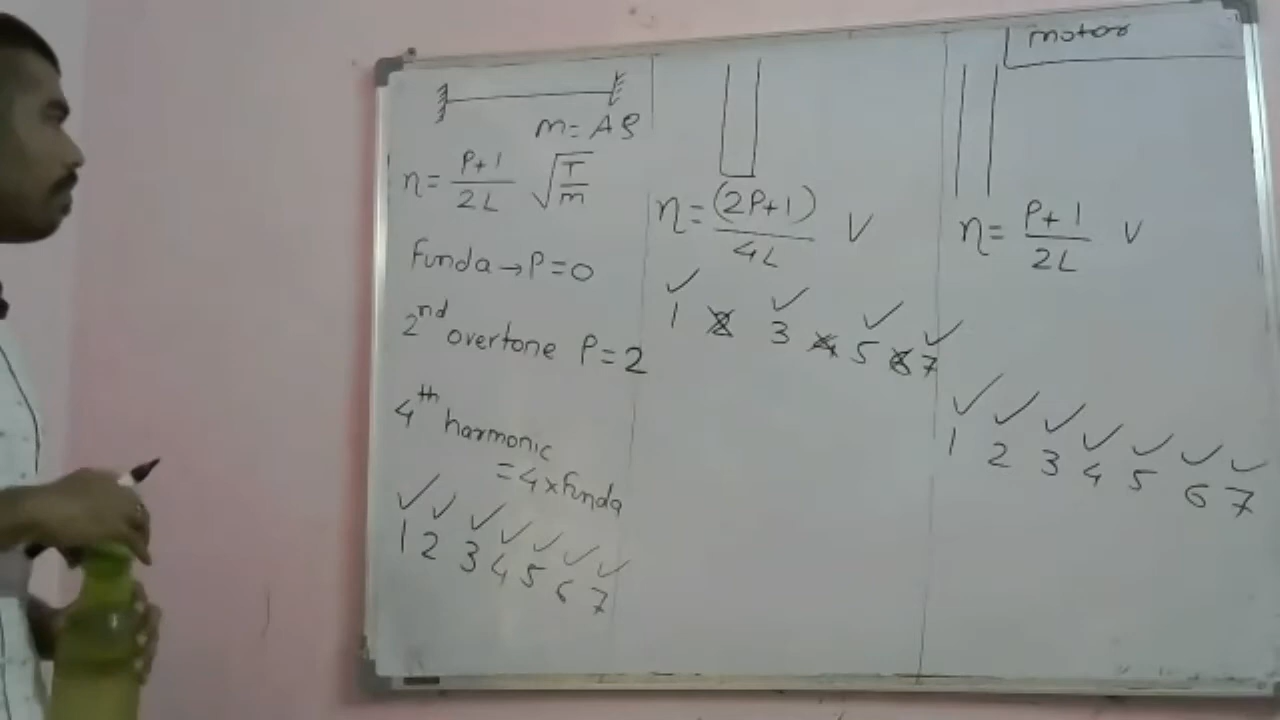 m = Aρ
n = P+1 / 2L √T/m
Funda → P = 0
2nd overtone P = 2
4th harmonic
= 4 x Funda
1 2 3 4 5 6 7
n = (2P+1) / 4L V
1 2 3 4 5 6 7
motor
n = P+1 / 2L V
1 2 3 4 5 6 7